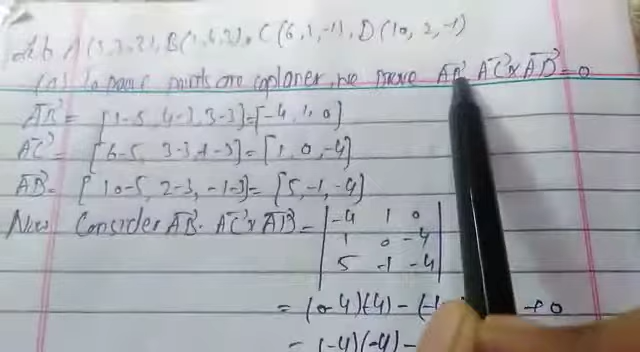 A(5,3,3), B(1,4,3), C(6,3,-1), D(10, 2, -1)
points are coplaner, we prove AB⃗ . AC⃗ × AD⃗ = 0
AB⃗ = [1-5, 4-3, 3-3] = [-4, 1, 0]
AC⃗ = [6-5, 3-3, -1-3] = [1, 0, -4]
AD⃗ = [10-5, 2-3, -1-3] = [5, -1, -4]
Now Consider AB⃗ . AC⃗ × AD⃗ = | -4 1 0
1 0 -4
5 -1 -4 |
= (0-4)(-4) - (-4 +0
= (-4)(-4) -